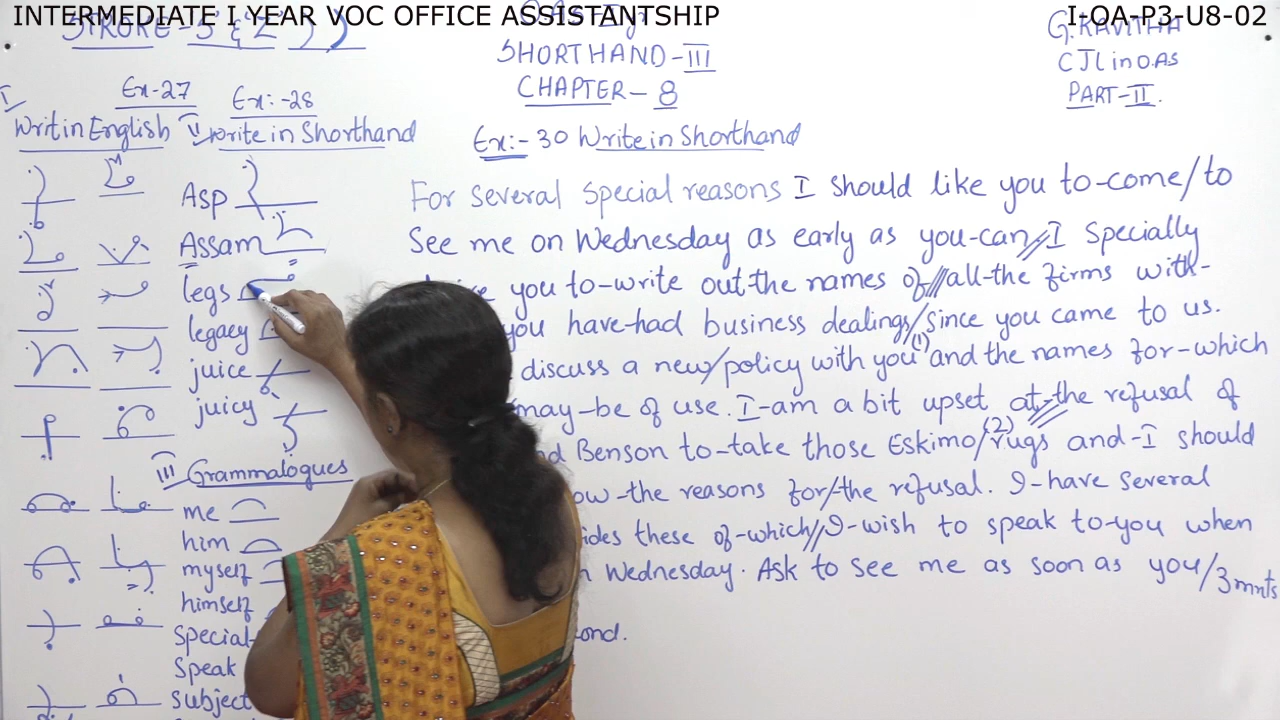 INTERMEDIATE I YEAR VOC OFFICE ASSISTANTSHIP
I-OA-P3-U8-02
STROKE - S & Z
SHORTHAND-III
CHAPTER - 8
G. KAVITHA
CJL in O.AS
PART-II.
I
Ex-27
Write in English
Ex:-28
II Write in Shorthand
Asp
Assam
legs
legaey
juice
juicy
III Grammalogues
me
him
myself
himself
Special-
Speak
Subject
Ex:- 30 Write in Shorthand
For several special reasons I should like you to-come/to
See me on Wednesday as early as you-can//I Specially
you to-write out-the names of///all-the firms with-
you have-had business dealings/since you came to us.
discuss a new/policy with you (1) and the names for-which
may-be of use. I-am a bit upset at-the refusal of
Benson to-take those Eskimo/(2) rugs and-I should
-the reasons for/-the refusal. I-have several
these of-which//I-wish to speak to-you when
Wednesday. Ask to see me as soon as you/3mnts